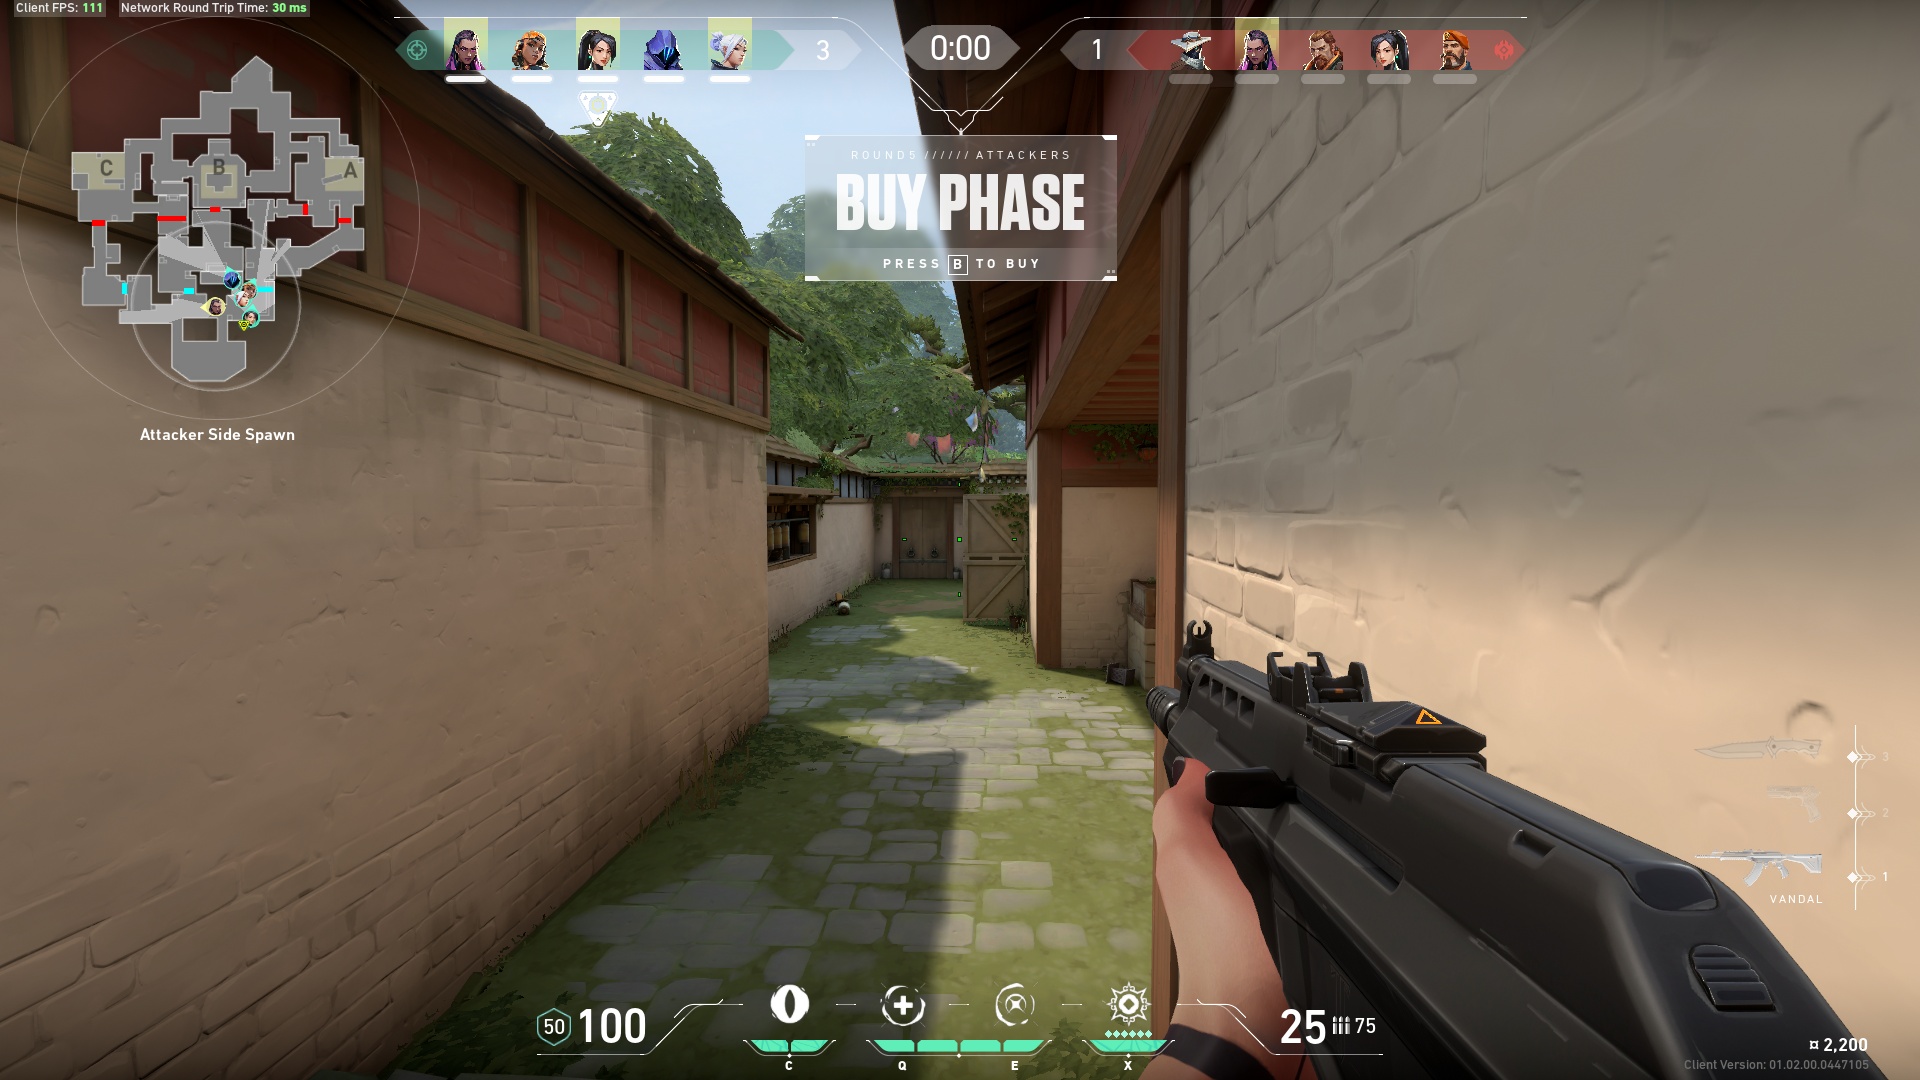 Client FPS: 111 Network Round Trip Time: 30 ms
3 0:00 1
ROUND 5 ////// ATTACKERS
BUY PHASE
PRESS B TO BUY
C B A
Attacker Side Spawn
3
2
1
VANDAL
50 100
25 75
C Q E X
¤ 2,200
Client Version: 01.02.00.0447105